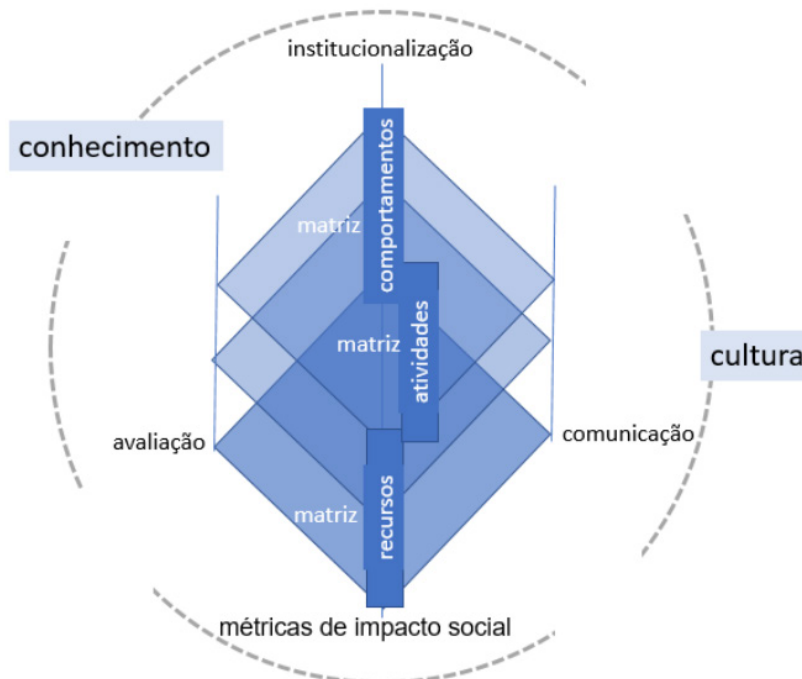 institucionalização
conhecimento
comportamentos
matriz
atividades
matriz
cultura
avaliação
comunicação
recursos
matriz
métricas de impacto social